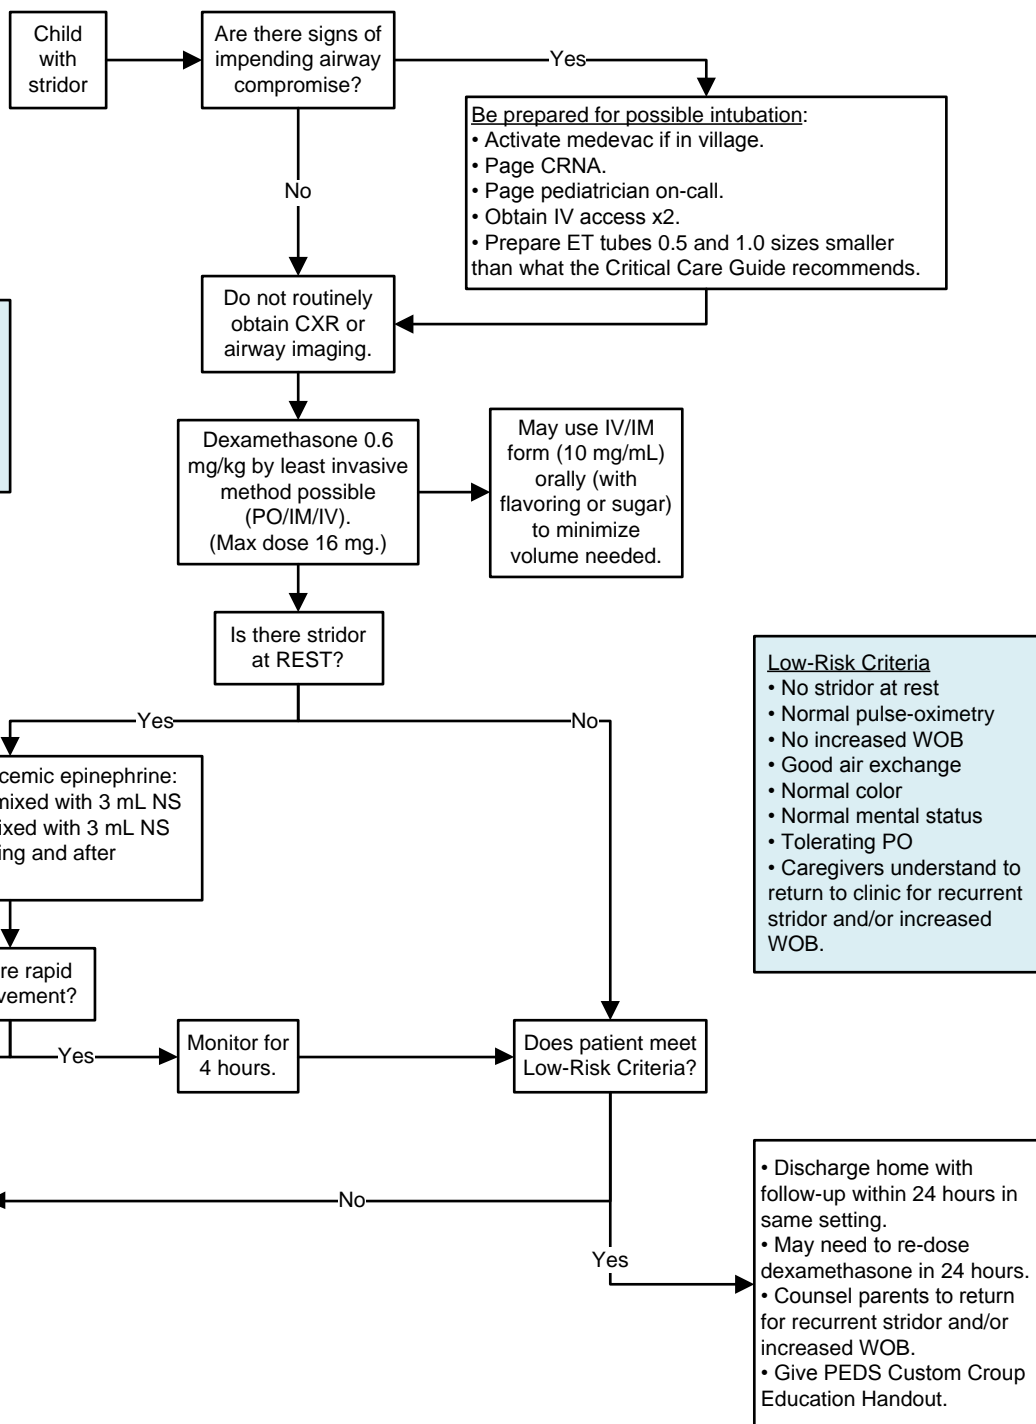 Child
with
stridor
Are there signs of
impending airway
compromise?
Yes
Be prepared for possible intubation:
• Activate medevac if in village.
• Page CRNA.
• Page pediatrician on-call.
• Obtain IV access x2.
• Prepare ET tubes 0.5 and 1.0 sizes smaller
than what the Critical Care Guide recommends.
No
Do not routinely
obtain CXR or
airway imaging.
Dexamethasone 0.6
mg/kg by least invasive
method possible
(PO/IM/IV).
(Max dose 16 mg.)
May use IV/IM
form (10 mg/mL)
orally (with
flavoring or sugar)
to minimize
volume needed.
Is there stridor
at REST?
Yes
No
Low-Risk Criteria
• No stridor at rest
• Normal pulse-oximetry
• No increased WOB
• Good air exchange
• Normal color
• Normal mental status
• Tolerating PO
• Caregivers understand to
return to clinic for recurrent
stridor and/or increased
WOB.
epinephrine:
with 3 mL NS
with 3 mL NS
and after
rapid
Yes
Monitor for
4 hours.
Does patient meet
Low-Risk Criteria?
No
Yes
• Discharge home with
follow-up within 24 hours in
same setting.
• May need to re-dose
dexamethasone in 24 hours.
• Counsel parents to return
for recurrent stridor and/or
increased WOB.
• Give PEDS Custom Croup
Education Handout.